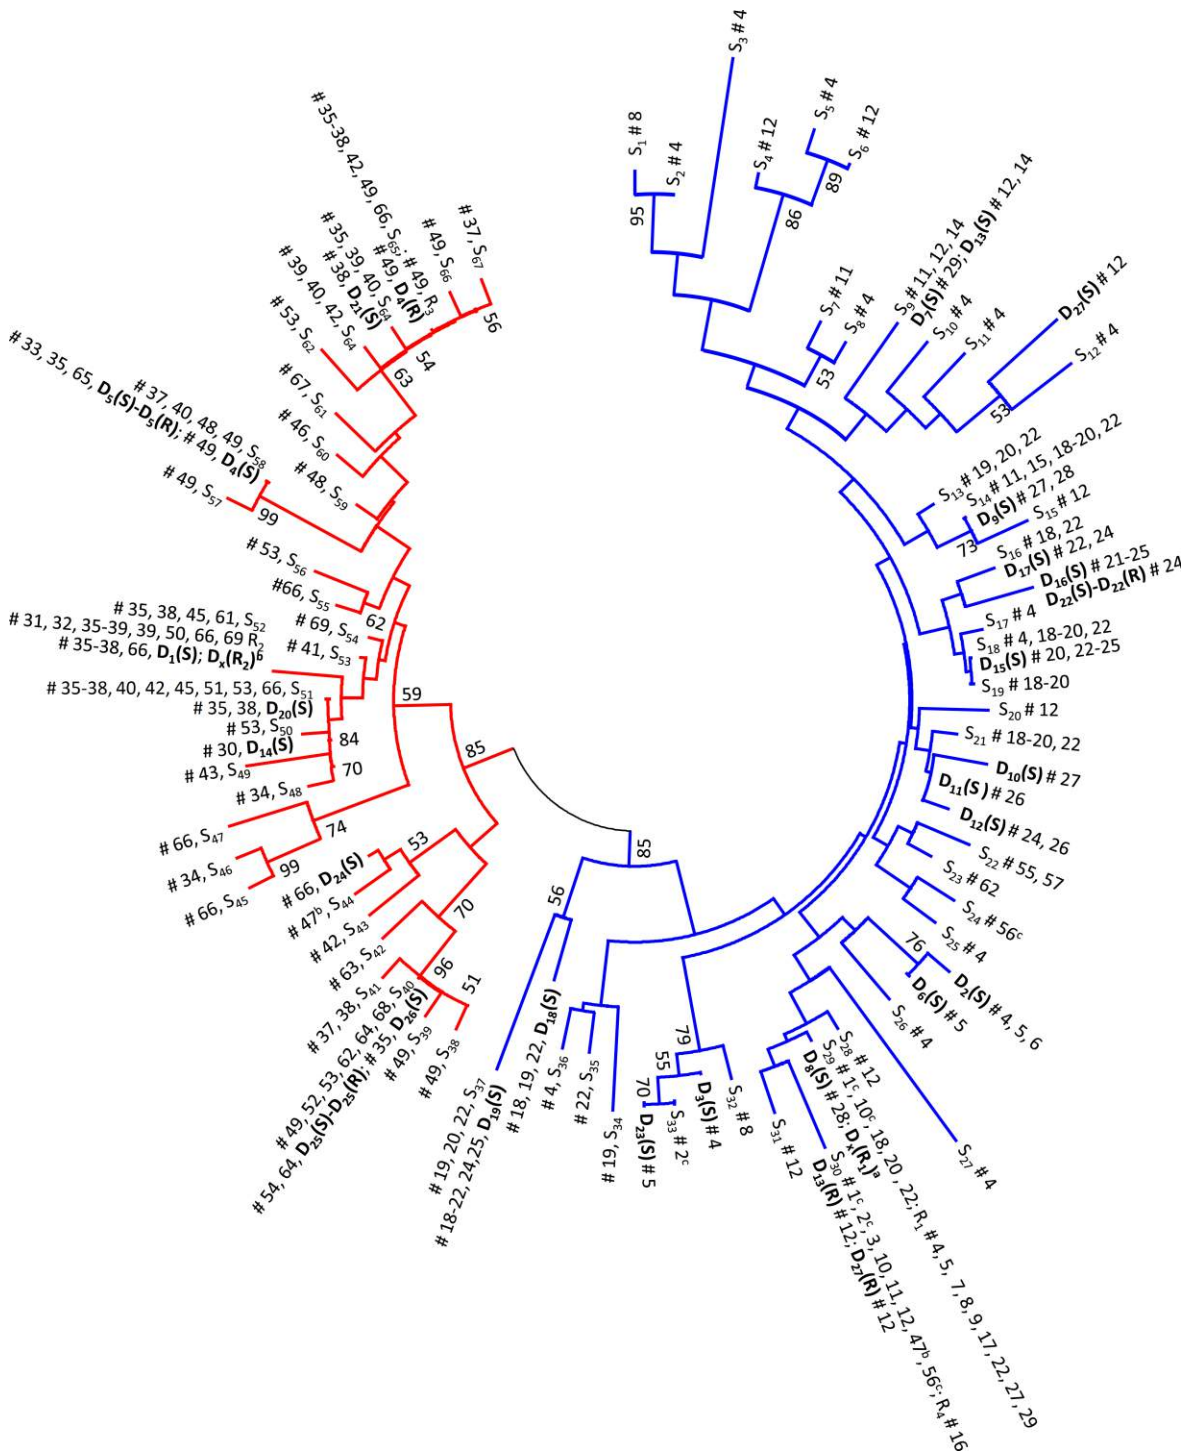 S3 # 4
S5 # 4
S6 # 12
S4 # 12
89
86
S1 # 8
S2 # 4
95
S7 # 11
S8 # 4
53
S9 # 11, 12, 14
D7(S) # 29; D13(S) # 12, 14
S10 # 4
S11 # 4
D27(S) # 12
S12 # 4
53
S13 # 19, 20, 22
S14 # 11, 15, 18-20, 22
D9(S) # 27, 28
S15 # 12
73
S16 # 18, 22
D17(S) # 22, 24
D16(S) # 21-25
D22(S)-D22(R) # 24
S17 # 4
S18 # 4, 18-20, 22
D15(S) # 20, 22-25
S19 # 18-20
S20 # 12
S21 # 18-20, 22
D10(S) # 27
D11(S) # 26
D12(S) # 24, 26
S22 # 55, 57
S23 # 62
S24 # 56c
S25 # 4
76
D2(S) # 4, 5, 6
D6(S) # 5
S26 # 4
S27 # 4
S28 # 12
S29 # 1c, 10c, 18, 20, 22; R1 # 4, 5, 7, 8, 9, 17, 22, 27, 29
D8(S) # 28; Dx(R1)a
S30 # 1c, 2c, 3, 10, 11, 12, 47b, 56c; R4 # 16
D13(R) # 12; D27(R) # 12
S31 # 12
S32 # 8
D3(S) # 4
S33 # 2c
D23(S) # 5
79
55
70
# 19, S34
# 22, S35
# 4, S36
# 18, 19, 22, D18(S)
# 19, 20, 22, S37
# 18-22, 24,25, D19(S)
56
85
85
# 49, S38
# 49, S39
51
# 49, 52, 53, 62, 64, 68, S40
# 54, 64, D25(S)-D25(R); # 35, D26(S)
96
# 37, 38, S41
# 63, S42
70
# 42, S43
# 47b, S44
# 66, D24(S)
53
# 66, S45
# 34, S46
99
# 66, S47
74
# 34, S48
# 43, S49
70
# 30, D14(S)
# 53, S50
84
# 35, 38, D20(S)
# 35-38, 40, 42, 45, 51, 53, 66, S51
# 35-38, 66, D1(S); Dx(R2)b
# 31, 32, 35-39, 39, 50, 66, 69 R2
# 35, 38, 45, 61, S52
59
# 41, S53
# 69, S54
#66, S55
# 53, S56
62
# 49, S57
# 33, 35, 65, D5(S)-D5(R); # 49, D4(S)
# 37, 40, 48, 49, S58
99
# 48, S59
# 46, S60
# 67, S61
# 53, S62
# 39, 40, 42, S64
# 38, D21(S)
# 35, 39, 40, S64
# 49, D4(R)
# 35-38, 42, 49, 66, S65; # 49, R3
# 49, S66
# 37, S67
56
54
63